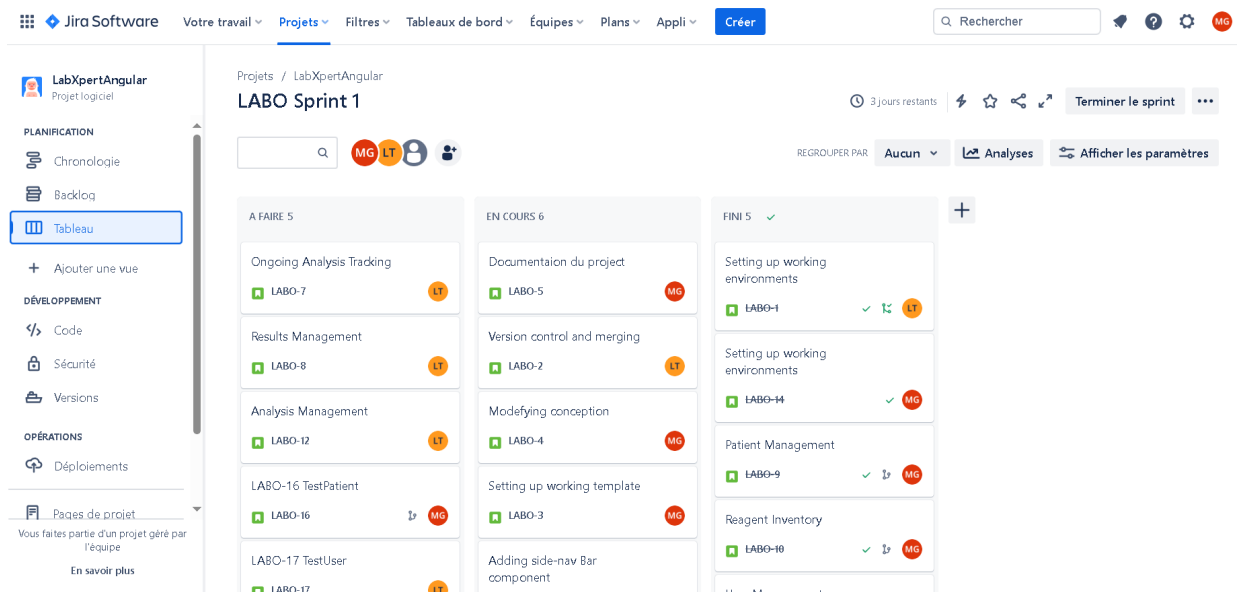 Jira Software
Votre travail
Projets
Filtres
Tableaux de bord
Équipes
Plans
Appli
Créer
Rechercher
MG
LabXpertAngular
Projet logiciel
PLANIFICATION
Chronologie
Backlog
Tableau
Ajouter une vue
DÉVELOPPEMENT
Code
Sécurité
Versions
OPÉRATIONS
Déploiements
Pages de projet
Vous faites partie d'un projet géré par
l'équipe
En savoir plus
Projets / LabXpertAngular
LABO Sprint 1
3 jours restants
Terminer le sprint
MG
LT
REGROUPER PAR
Aucun
Analyses
Afficher les paramètres
A FAIRE 5
Ongoing Analysis Tracking
LABO-7
LT
Results Management
LABO-8
LT
Analysis Management
LABO-12
LT
LABO-16 TestPatient
LABO-16
MG
LABO-17 TestUser
LABO-17
LT
EN COURS 6
Documentaion du project
LABO-5
MG
Version control and merging
LABO-2
LT
Modefying conception
LABO-4
MG
Setting up working template
LABO-3
MG
Adding side-nav Bar
component
FINI 5
Setting up working
environments
LABO-1
LT
Setting up working
environments
LABO-14
MG
Patient Management
LABO-9
MG
Reagent Inventory
LABO-10
MG